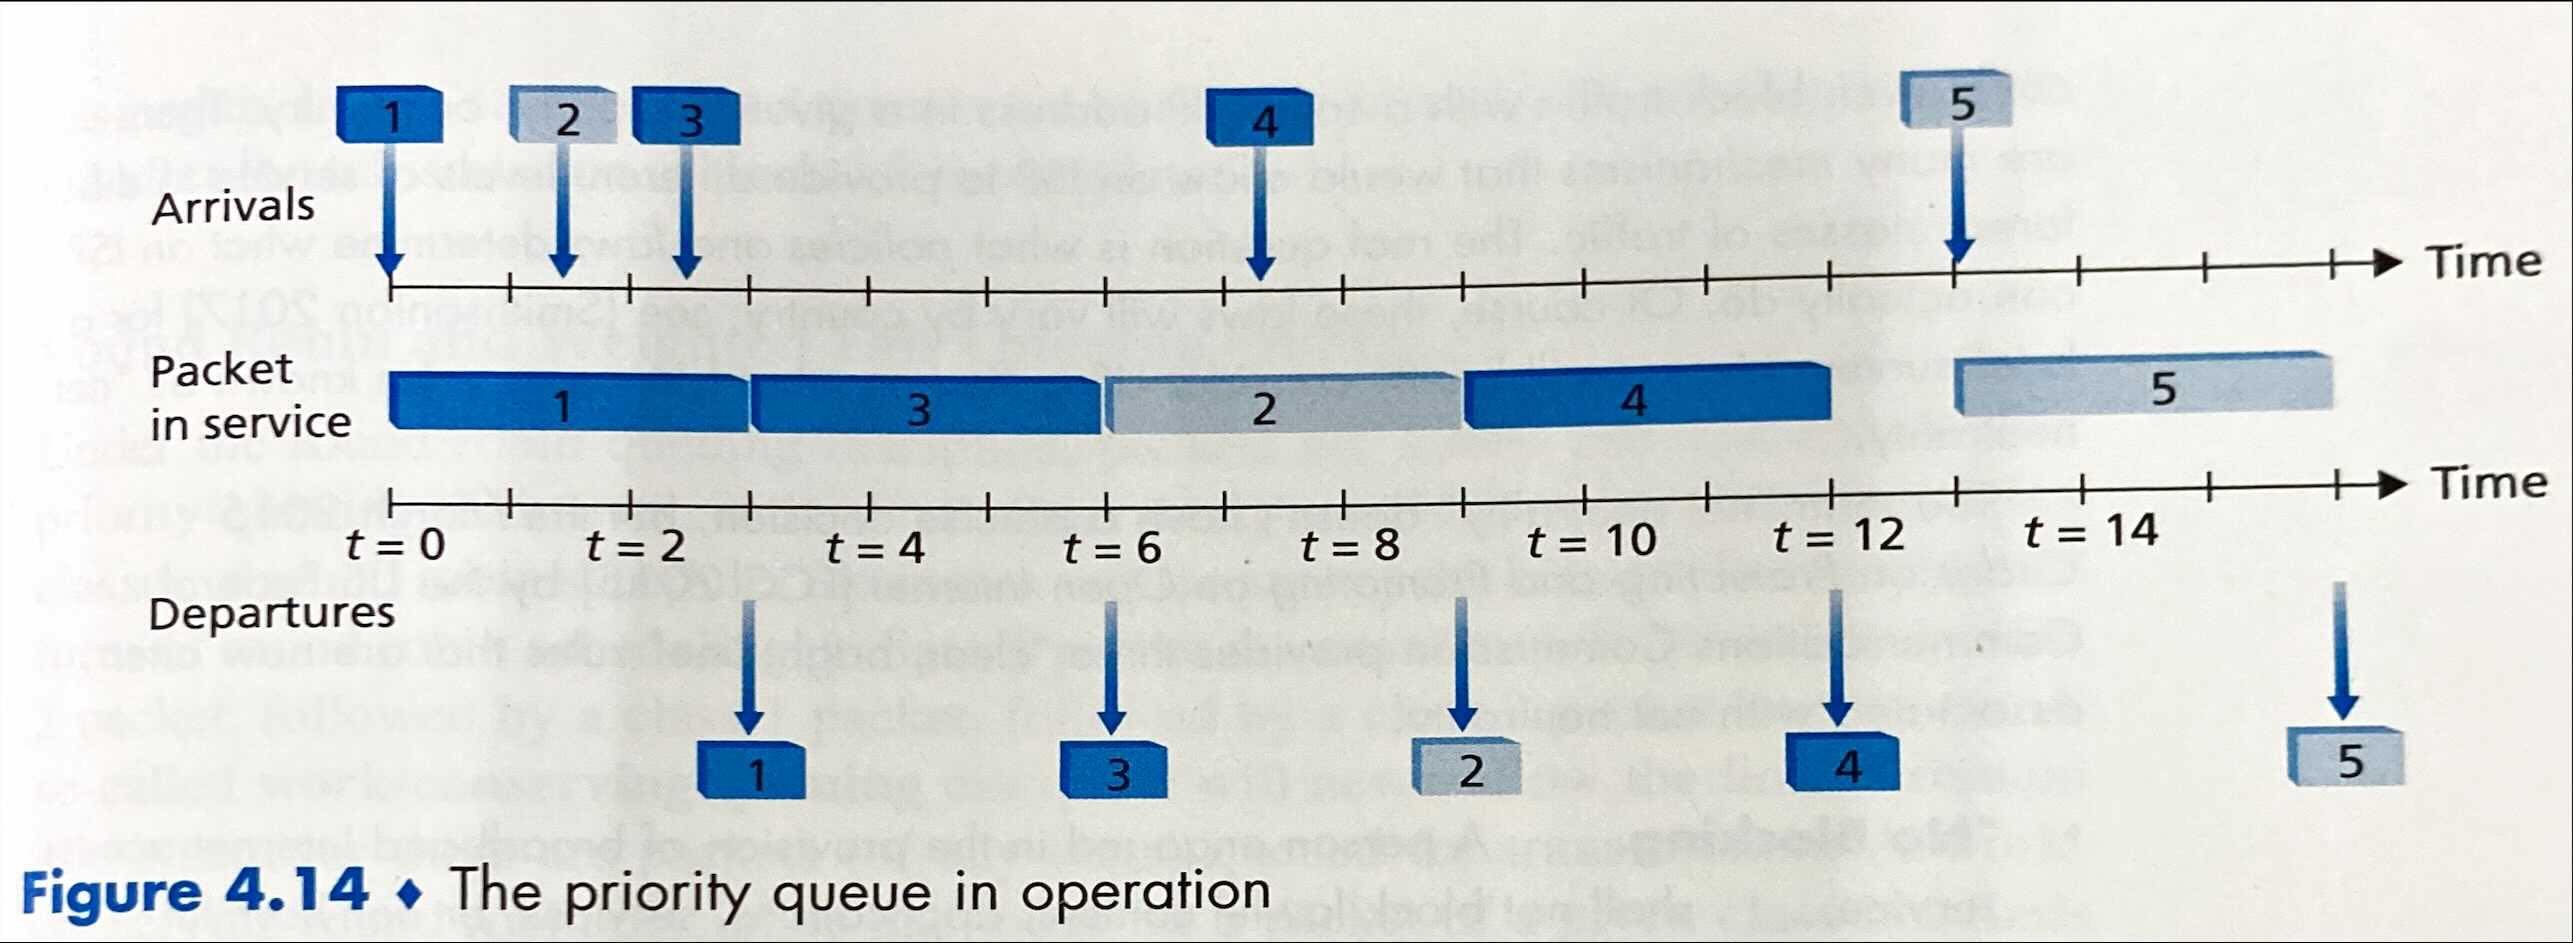 1 2 3 4 5
Arrivals
Time
Packet
in service
1 3 2 4 5
Time
t = 0 t = 2 t = 4 t = 6 t = 8 t = 10 t = 12 t = 14
Departures
1 3 2 4 5
Figure 4.14 ♦ The priority queue in operation